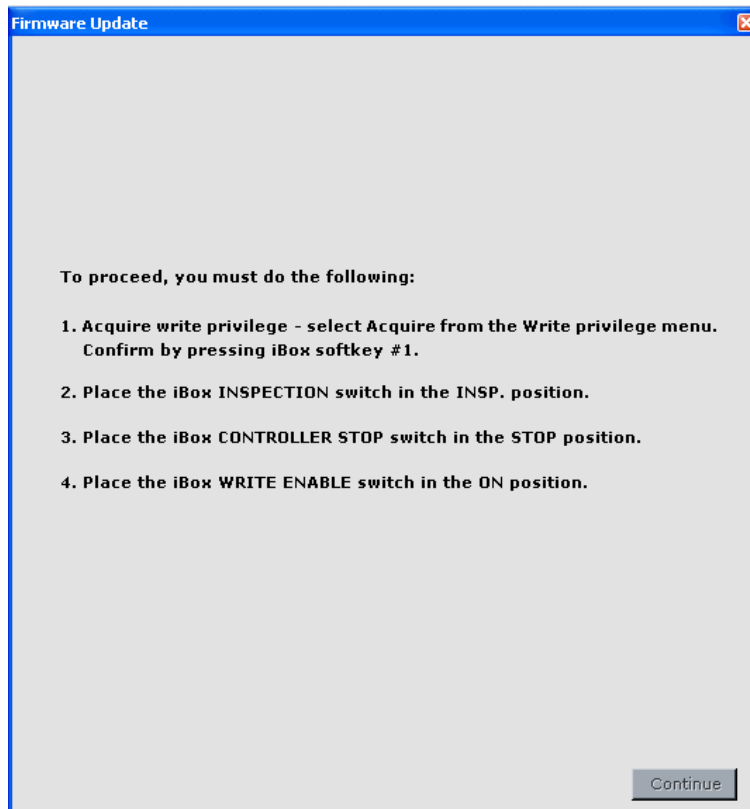 Firmware Update
To proceed, you must do the following:
1. Acquire write privilege - select Acquire from the Write privilege menu.
Confirm by pressing iBox softkey #1.
2. Place the iBox INSPECTION switch in the INSP. position.
3. Place the iBox CONTROLLER STOP switch in the STOP position.
4. Place the iBox WRITE ENABLE switch in the ON position.
Continue